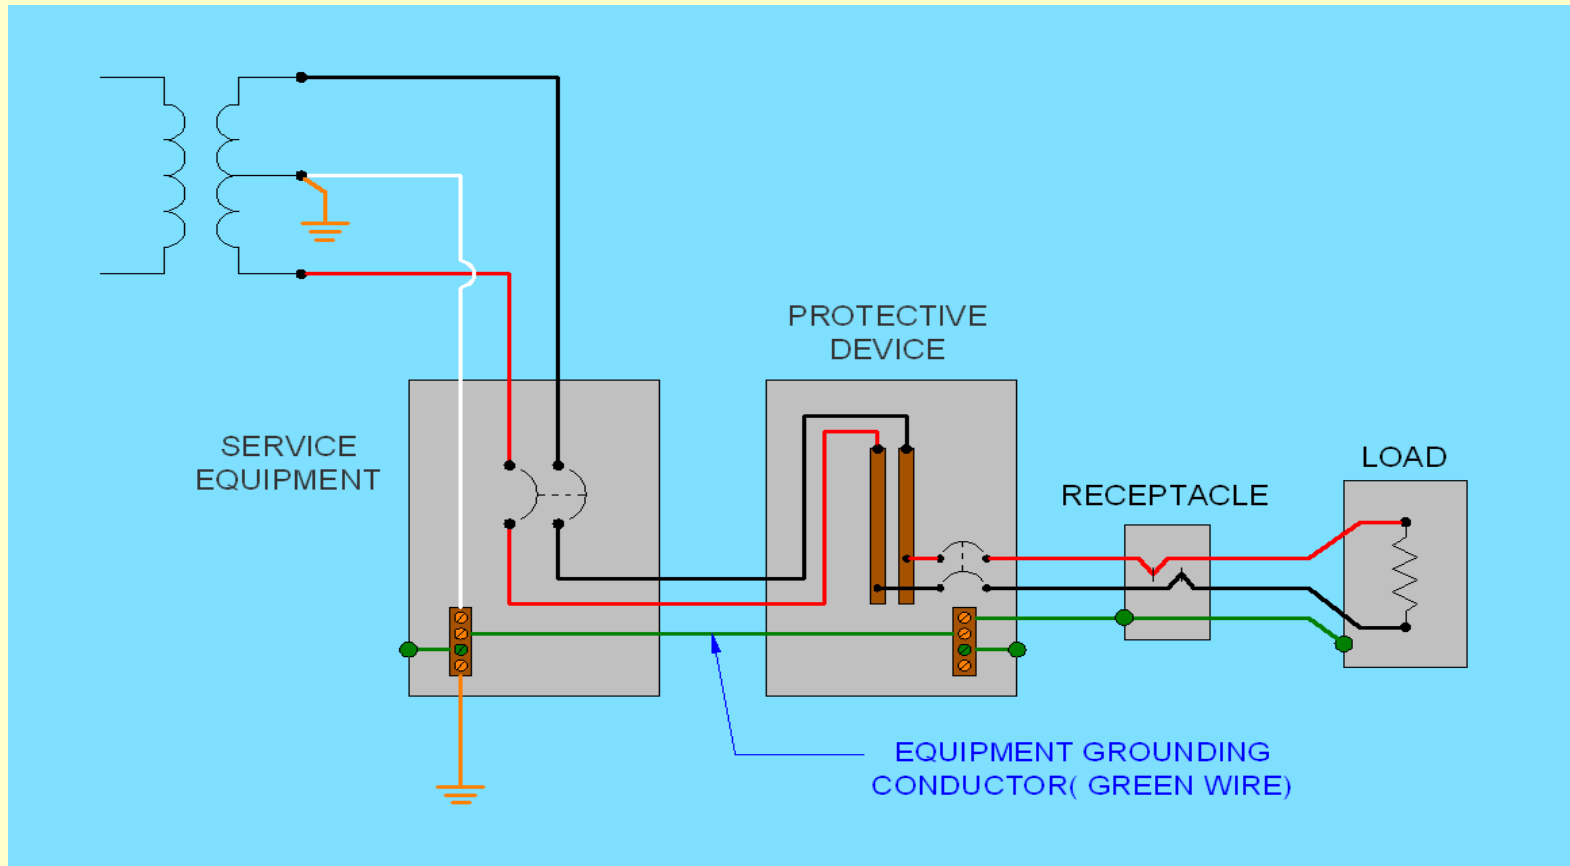 PROTECTIVE
DEVICE
SERVICE
EQUIPMENT
LOAD
RECEPTACLE
EQUIPMENT GROUNDING
CONDUCTOR( GREEN WIRE)